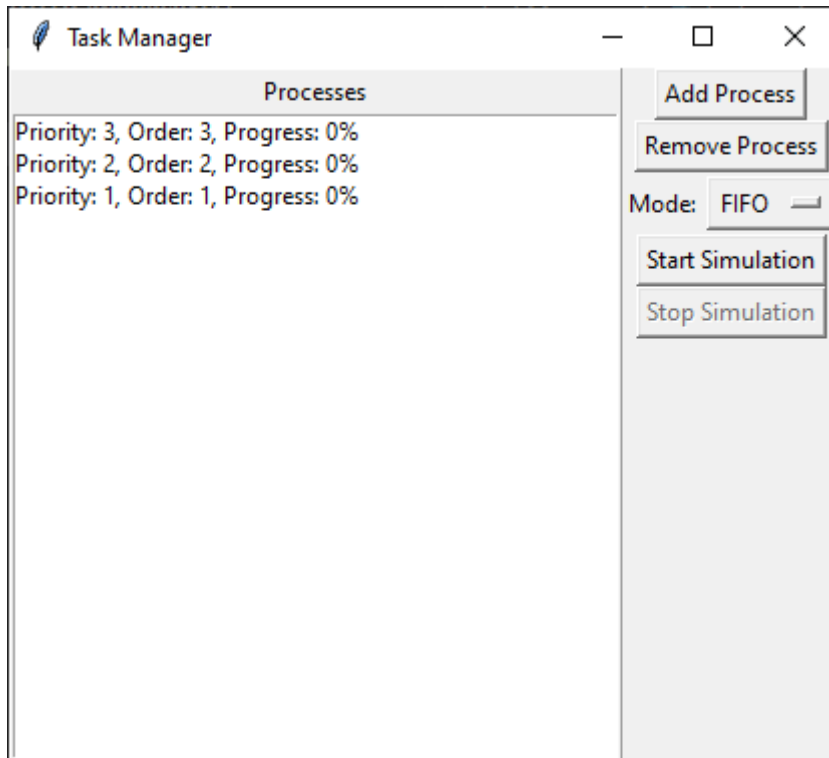 Task Manager
Processes
Priority: 3, Order: 3, Progress: 0%
Priority: 2, Order: 2, Progress: 0%
Priority: 1, Order: 1, Progress: 0%
Add Process
Remove Process
Mode: FIFO
Start Simulation
Stop Simulation